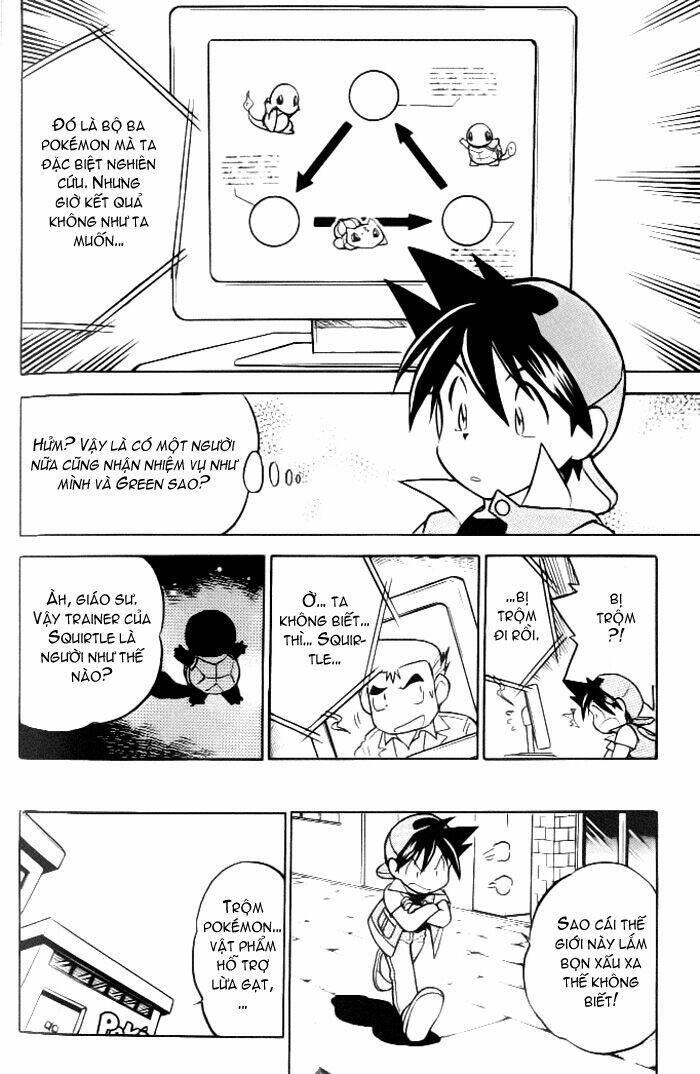 Đó là bộ ba
pokémon mà ta
đặc biệt nghiên
cứu. Nhưng
giờ kết quả
không như ta
muốn...
Hửm? Vậy là có một người
nữa cũng nhận nhiệm vụ như
mình và Green sao?
Àh, giáo sư.
Vậy trainer của
Squirtle là
người như thế
nào?
Ơ... ta
không biết...
thì... Squir-
tle...
...bị
trộm
đi rồi.
Bị
trộm
?!
Trộm
pokémon...
vật phẩm
hỗ trợ
lừa gạt,
...
Sao cái thế
giới này lắm
bọn xấu xa
thế không
biết!
Poké